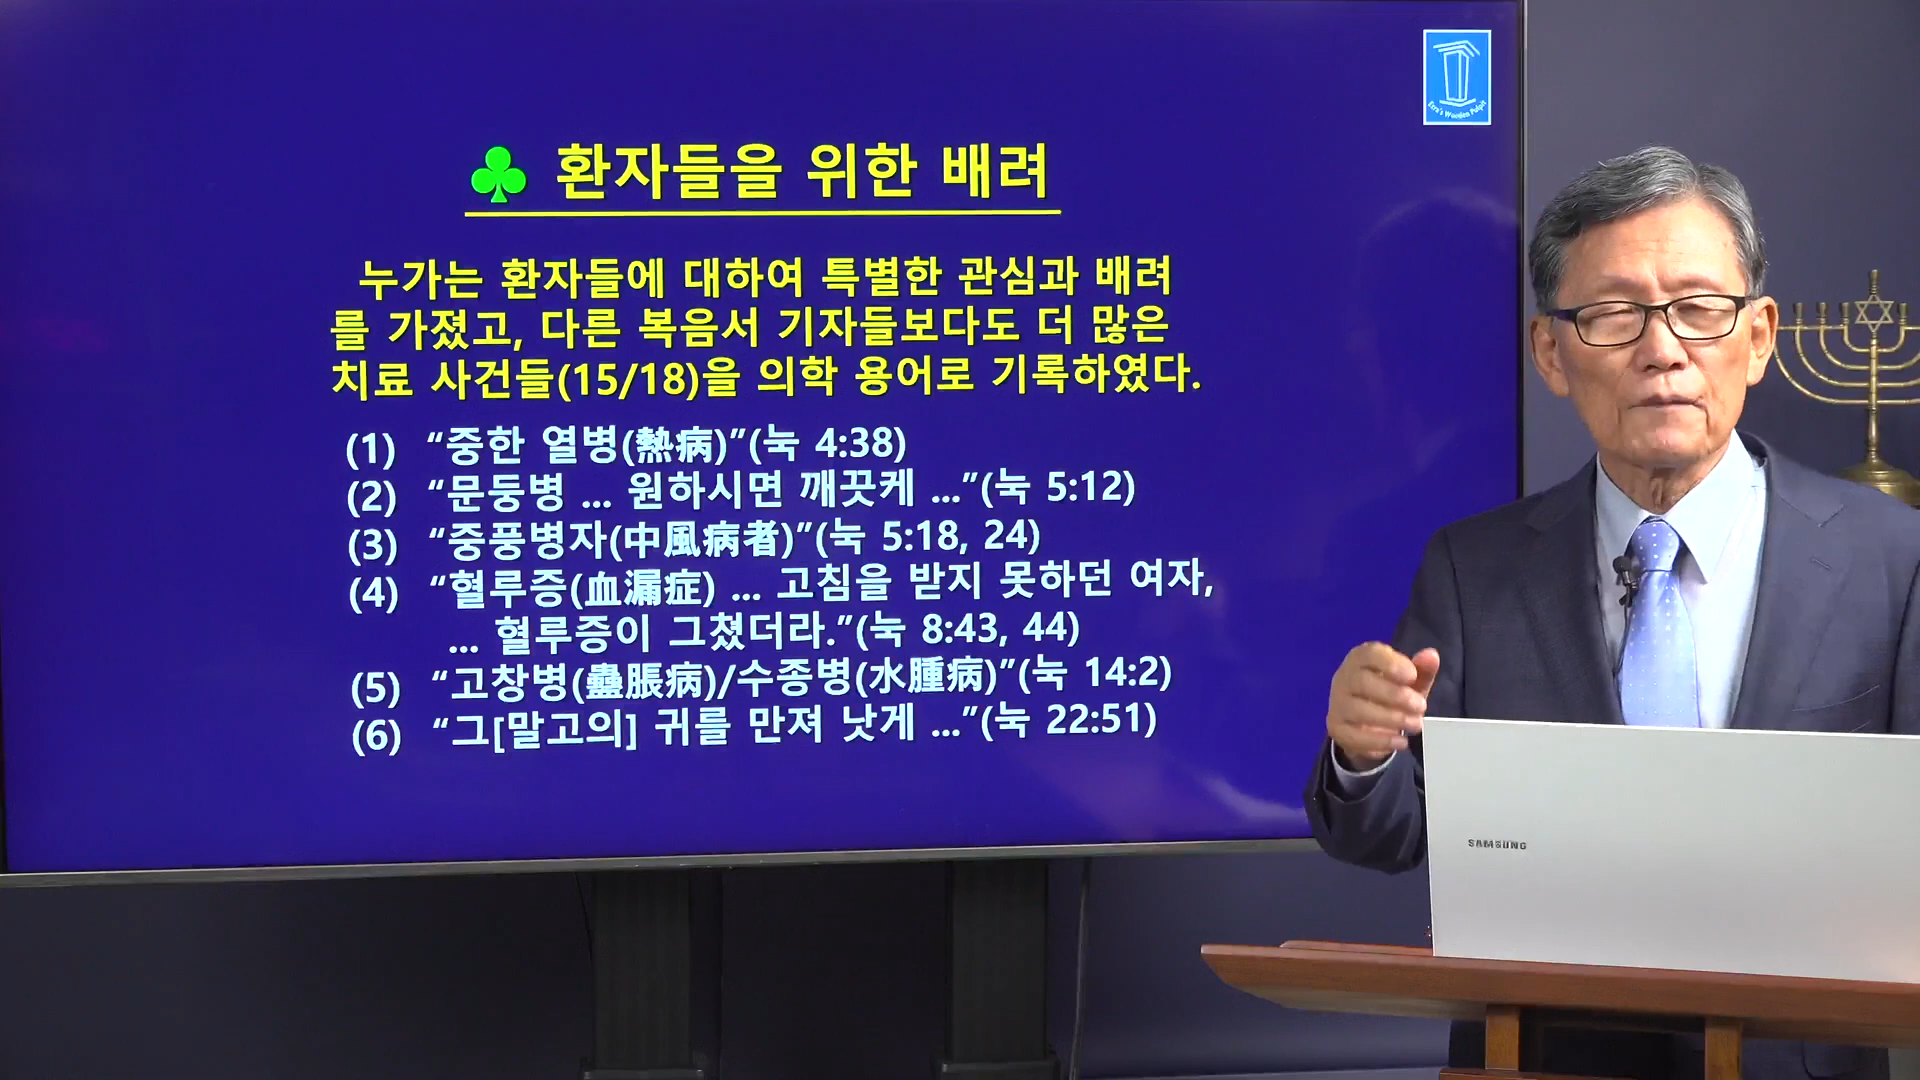 Ezra's Wooden Pulpit
♣ 환자들을 위한 배려
누가는 환자들에 대하여 특별한 관심과 배려
를 가졌고, 다른 복음서 기자들보다도 더 많은
치료 사건들(15/18)을 의학 용어로 기록하였다.
(1) “중한 열병(熱病)”(눅 4:38)
(2) “문둥병 ... 원하시면 깨끗케 ...”(눅 5:12)
(3) “중풍병자(中風病者)”(눅 5:18, 24)
(4) “혈루증(血漏症) ... 고침을 받지 못하던 여자,
... 혈루증이 그쳤더라.”(눅 8:43, 44)
(5) “고창병(蠱脹病)/수종병(水腫病)”(눅 14:2)
(6) “그[말고의] 귀를 만져 낫게 ...”(눅 22:51)
SAMSUNG